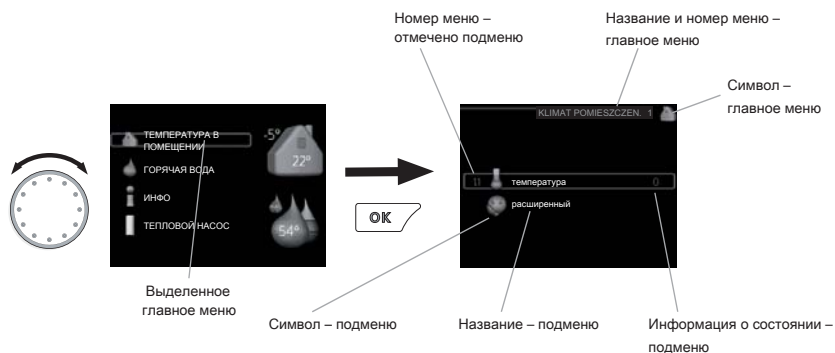 Номер меню –
отмечено подменю
Название и номер меню –
главное меню
Символ –
главное меню
ТЕМПЕРАТУРА В
ПОМЕЩЕНИИ
ГОРЯЧАЯ ВОДА
ИНФО
ТЕПЛОВОЙ НАСОС
-5°
22°
54°
OK
KLIMAT POMIESZCZEN. 1
11 температура 0
расширенный
Выделенное
главное меню
Символ – подменю
Название – подменю
Информация о состоянии –
подменю